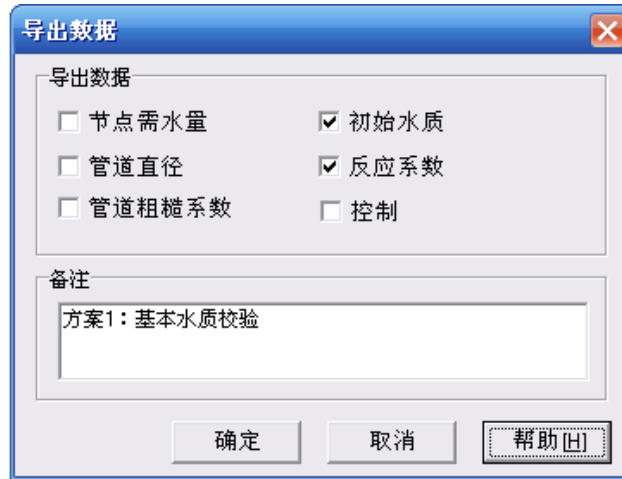 导出数据
导出数据
节点需水量 初始水质
管道直径 反应系数
管道粗糙系数 控制
备注
方案1：基本水质校验
确定 取消 帮助[H]